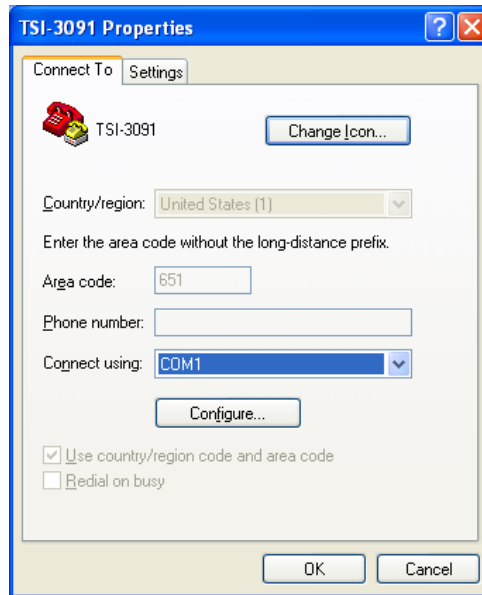 TSI-3091 Properties
Connect To Settings
TSI-3091 Change Icon...
Country/region: United States (1)
Enter the area code without the long-distance prefix.
Area code: 651
Phone number:
Connect using: COM1
Configure...
Use country/region code and area code
Redial on busy
OK Cancel